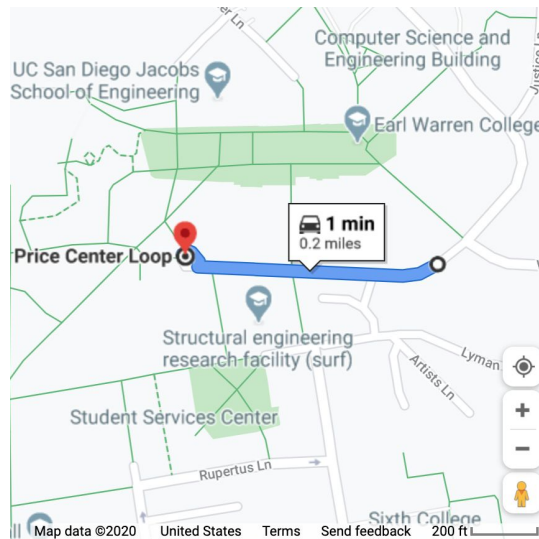 Computer Science and
Engineering Building
UC San Diego Jacobs
School of Engineering
Justice Ln
Earl Warren College
1 min
0.2 miles
Price Center Loop
Structural engineering
research facility (surf)
Lyman
Artists Ln
Student Services Center
Rupertus Ln
Sixth College
Map data ©2020 United States Terms Send feedback 200 ft